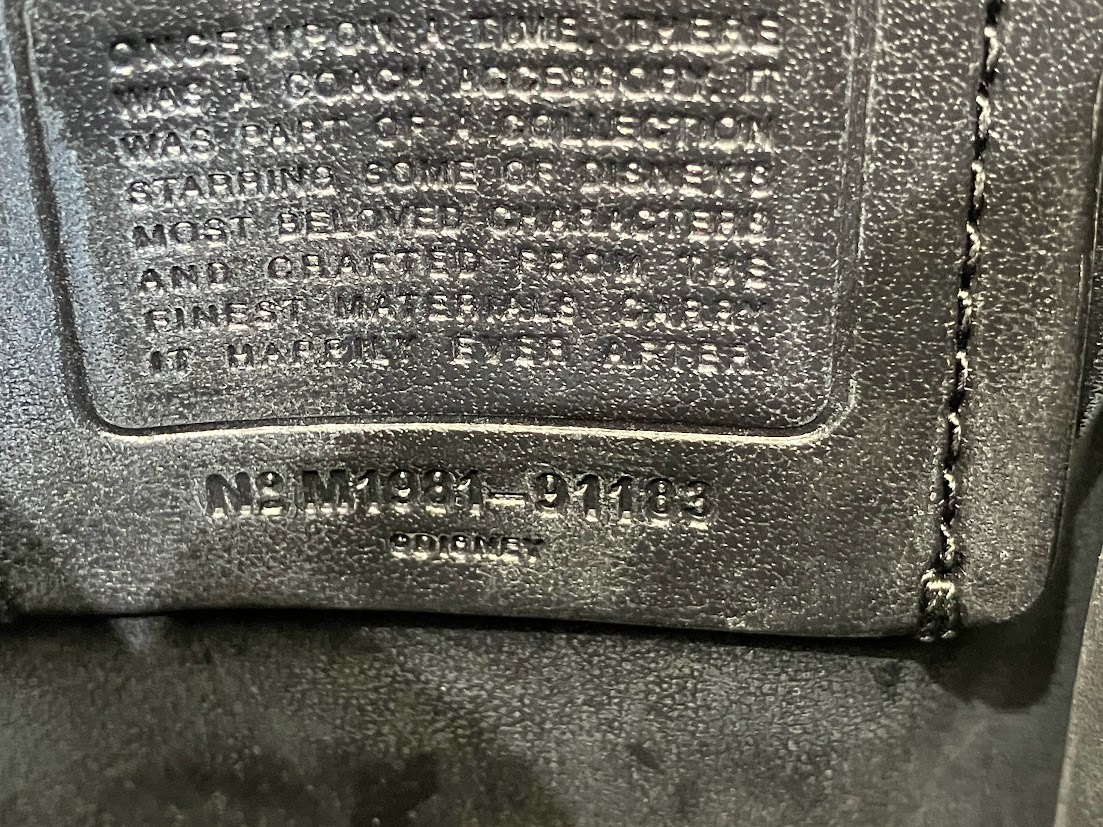 ONCE UPON A TIME, THERE
WAS A COACH ACCESSORY. IT
WAS PART OF A COLLECTION
STARRING SOME OF DISNEY'S
MOST BELOVED CHARACTERS
AND CRAFTED FROM THE
FINEST MATERIALS. CARRY
IT HAPPILY EVER AFTER.
Nº M1981-91183
©DISNEY